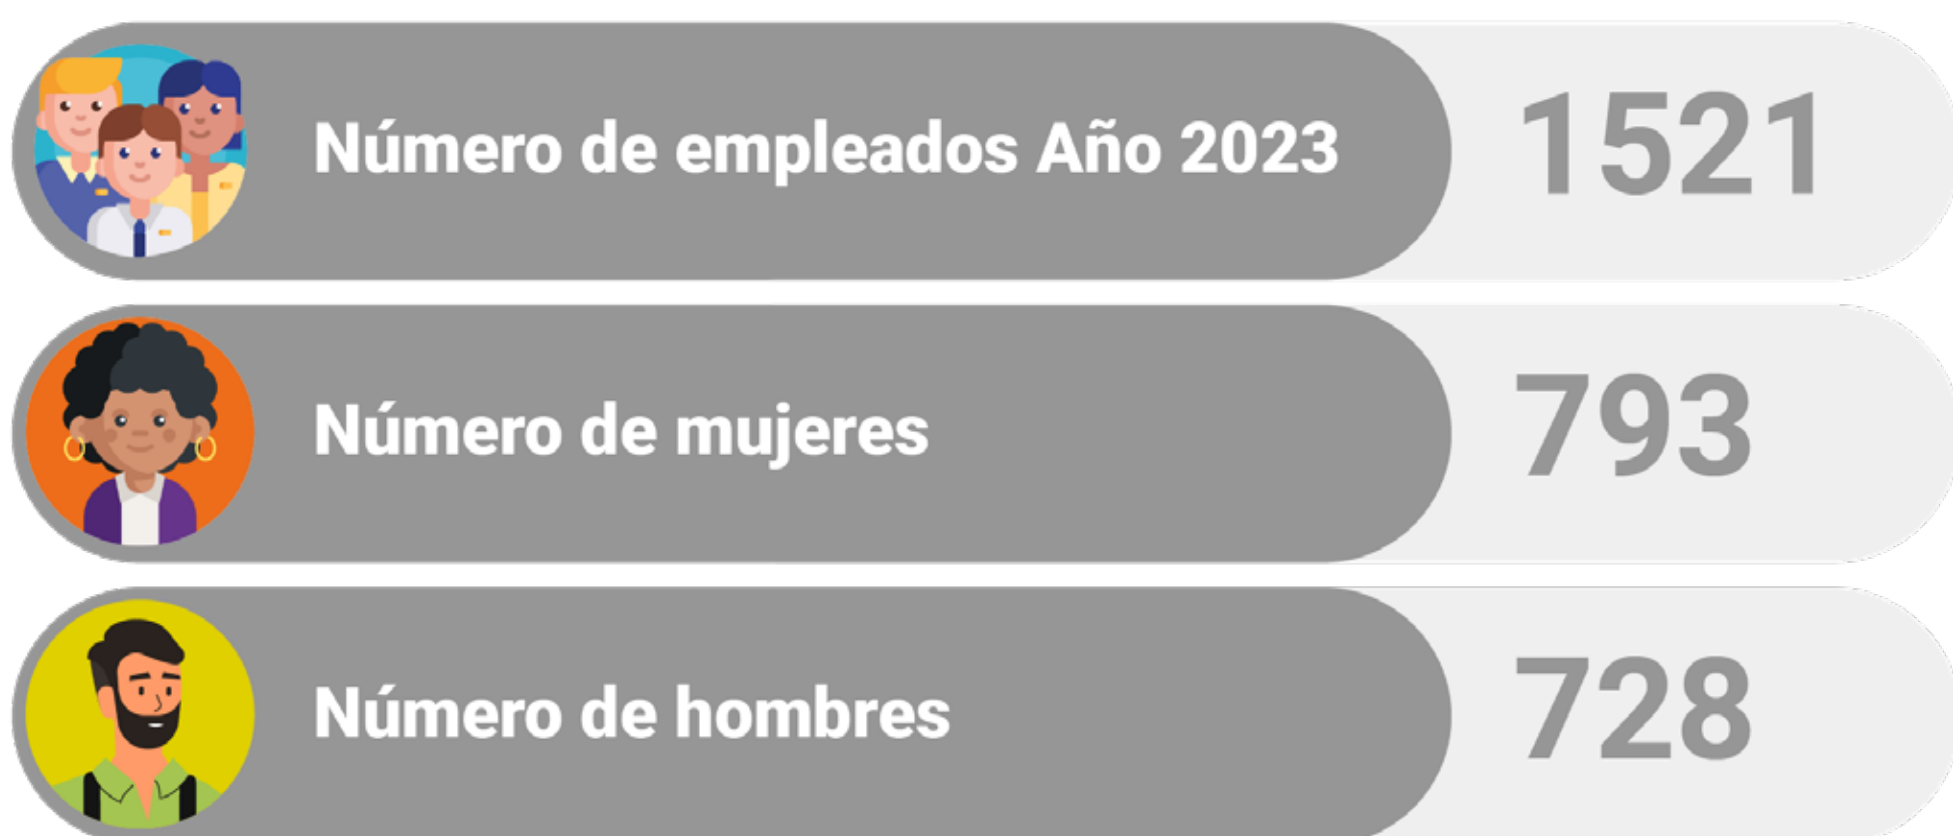 Número de empleados Año 2023
1521
Número de mujeres
793
Número de hombres
728